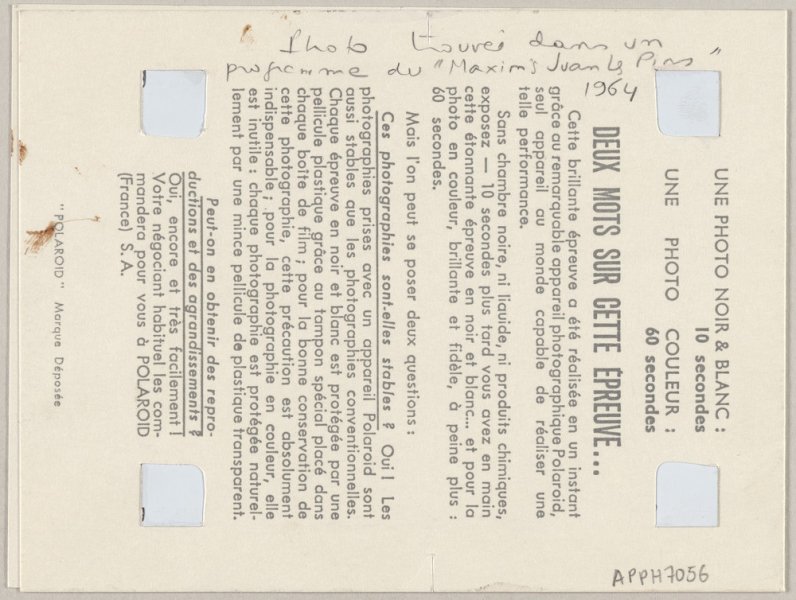 Photo trouvée dans un
programme du "Maxim's Juan les Pins"
1964
UNE PHOTO NOIR & BLANC :
10 secondes
UNE PHOTO COULEUR :
60 secondes
DEUX MOTS SUR CETTE ÉPREUVE...
Cette brillante épreuve a été réalisée en un instant
grâce au remarquable appareil photographique Polaroid,
seul appareil au monde capable de réaliser une
telle performance.
Sans chambre noire, ni liquide, ni produits chimiques,
exposez — 10 secondes plus tard vous avez en main
cette étonnante épreuve en noir et blanc... et pour la
photo en couleur, brillante et fidèle, à peine plus :
60 secondes.
Mais l'on peut se poser deux questions :
Ces photographies sont-elles stables ? Oui ! Les
photographies prises avec un appareil Polaroid sont
aussi stables que les photographies conventionnelles.
Chaque épreuve en noir et blanc est protégée par une
pellicule plastique grâce au tampon spécial placé dans
chaque boîte de film ; pour la bonne conservation de
cette photographie, cette précaution est absolument
indispensable ; pour la photographie en couleur, elle
est inutile : chaque photographie est protégée naturel-
lement par une mince pellicule de plastique transparent.
Peut-on en obtenir des repro-
ductions et des agrandissements ?
Oui, encore et très facilement !
Votre négociant habituel les com-
mandera pour vous à POLAROID
(France) S. A.
"POLAROID" Marque Déposée
APPH7056